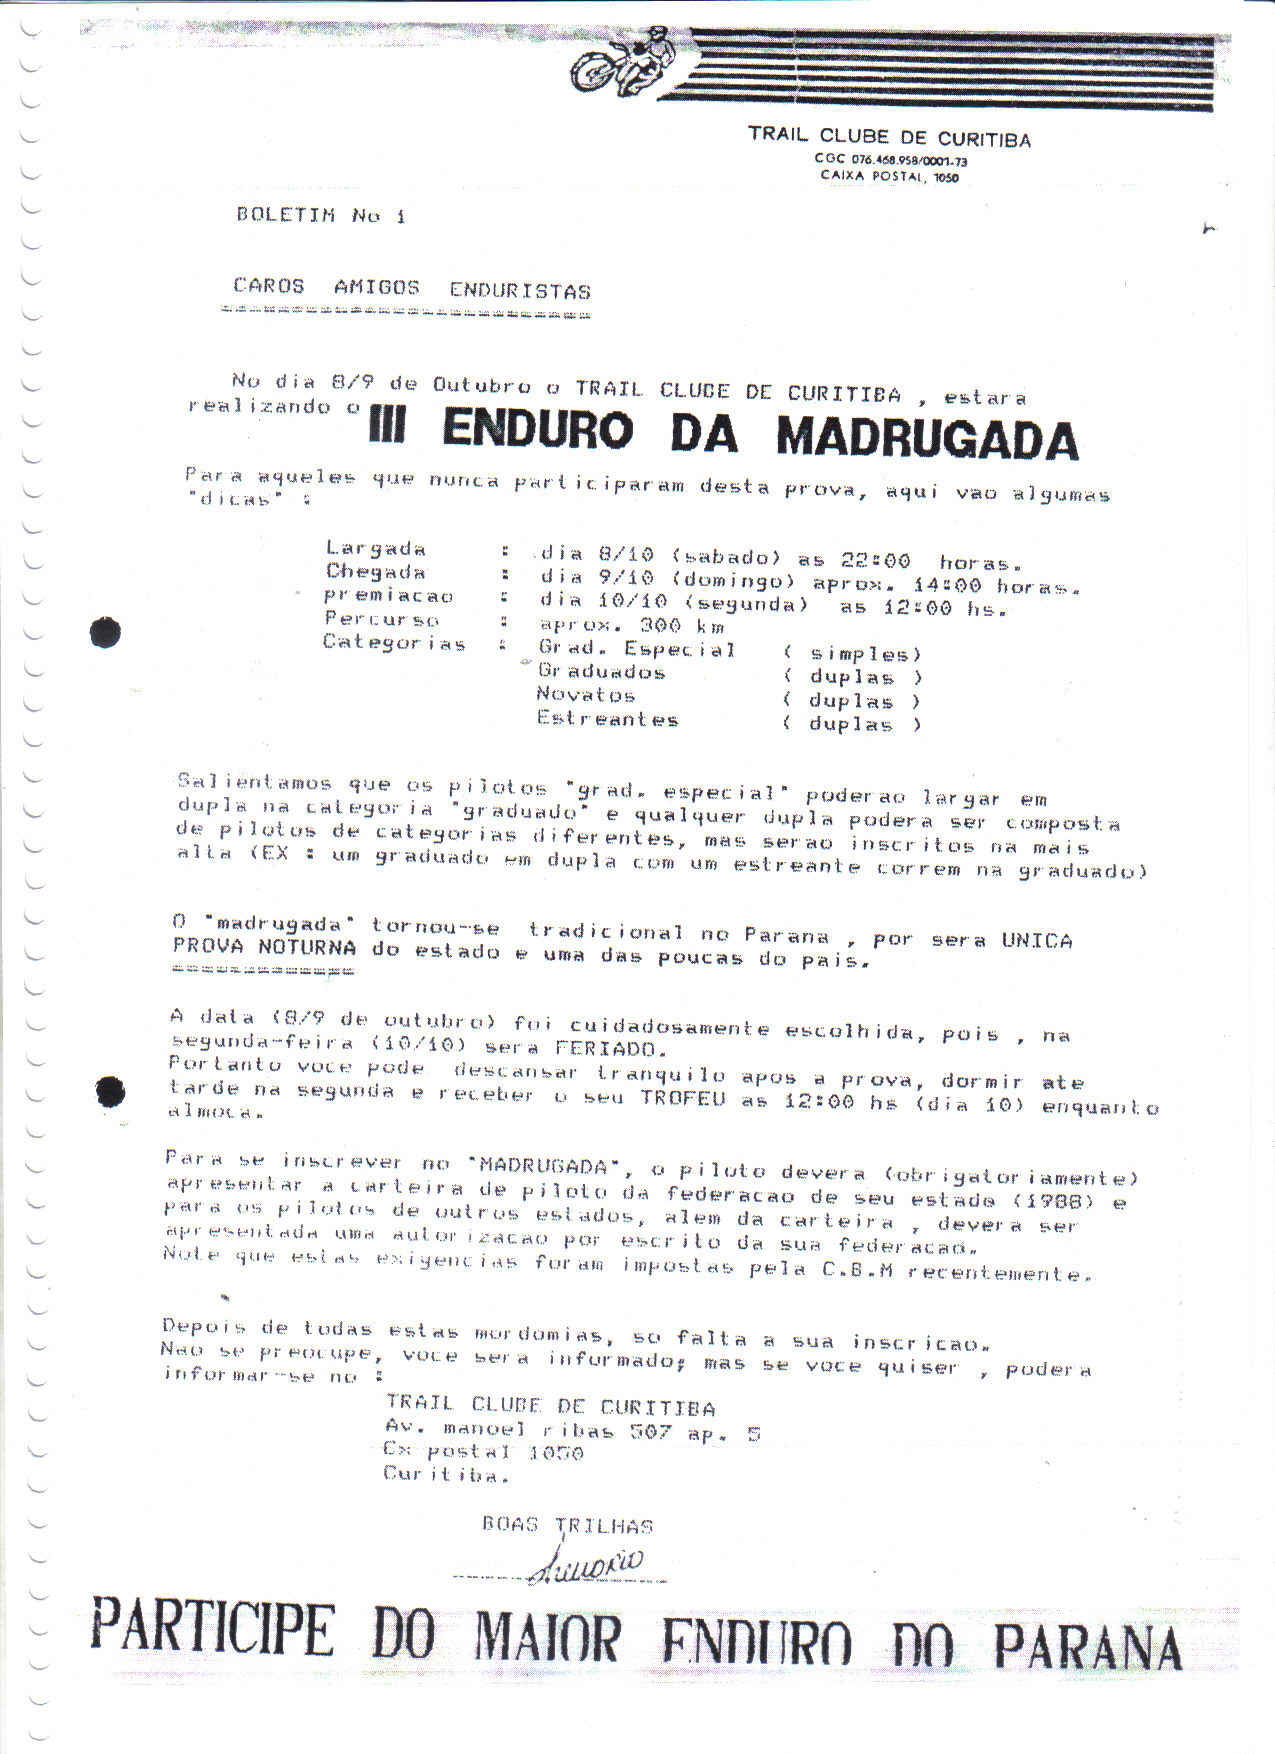 TRAIL CLUBE DE CURITIBA
CGC 076.468.958/0001-73
CAIXA POSTAL, 1050
BOLETIM No 1
CAROS AMIGOS ENDURISTAS
==========================
No dia 8/9 de Outubro o TRAIL CLUBE DE CURITIBA , estara
realizando o III ENDURO DA MADRUGADA
Para aqueles que nunca participaram desta prova, aqui vao algumas
"dicas" :
Largada : dia 8/10 (sabado) as 22:00 horas.
Chegada : dia 9/10 (domingo) aprox. 14:00 horas.
premiacao : dia 10/10 (segunda) as 12:00 hs.
Percurso : aprox. 300 km
Categorias : Grad. Especial ( simples)
Graduados ( duplas )
Novatos ( duplas )
Estreantes ( duplas )
Salientamos que os pilotos "grad. especial" poderao largar em
dupla na categoria "graduado" e qualquer dupla podera ser composta
de pilotos de categorias diferentes, mas serao inscritos na mais
alta (EX : um graduado em dupla com um estreante correm na graduado)
O "madrugada" tornou-se tradicional no Parana , por sera UNICA
PROVA NOTURNA do estado e uma das poucas do pais.
=============
A data (8/9 de outubro) foi cuidadosamente escolhida, pois , na
segunda-feira (10/10) sera FERIADO.
Portanto voce pode descansar tranquilo apos a prova, dormir ate
tarde na segunda e receber o seu TROFEU as 12:00 hs (dia 10) enquanto
almoca.
Para se inscrever no "MADRUGADA", o piloto devera (obrigatoriamente)
apresentar a carteira de piloto da federacao de seu estado (1988) e
para os pilotos de outros estados, alem da carteira , devera ser
apresentada uma autorizacao por escrito da sua federacao.
Note que estas exigencias foram impostas pela C.B.M recentemente.
Depois de todas estas mordomias, so falta a sua inscricao.
Nao se preocupe, voce sera informado; mas se voce quiser , podera
informar-se no :
TRAIL CLUBE DE CURITIBA
Av. manoel ribas 507 ap. 5
Cx postal 1050
Curitiba.
BOAS TRILHAS
PARTICIPE DO MAIOR ENDURO DO PARANA